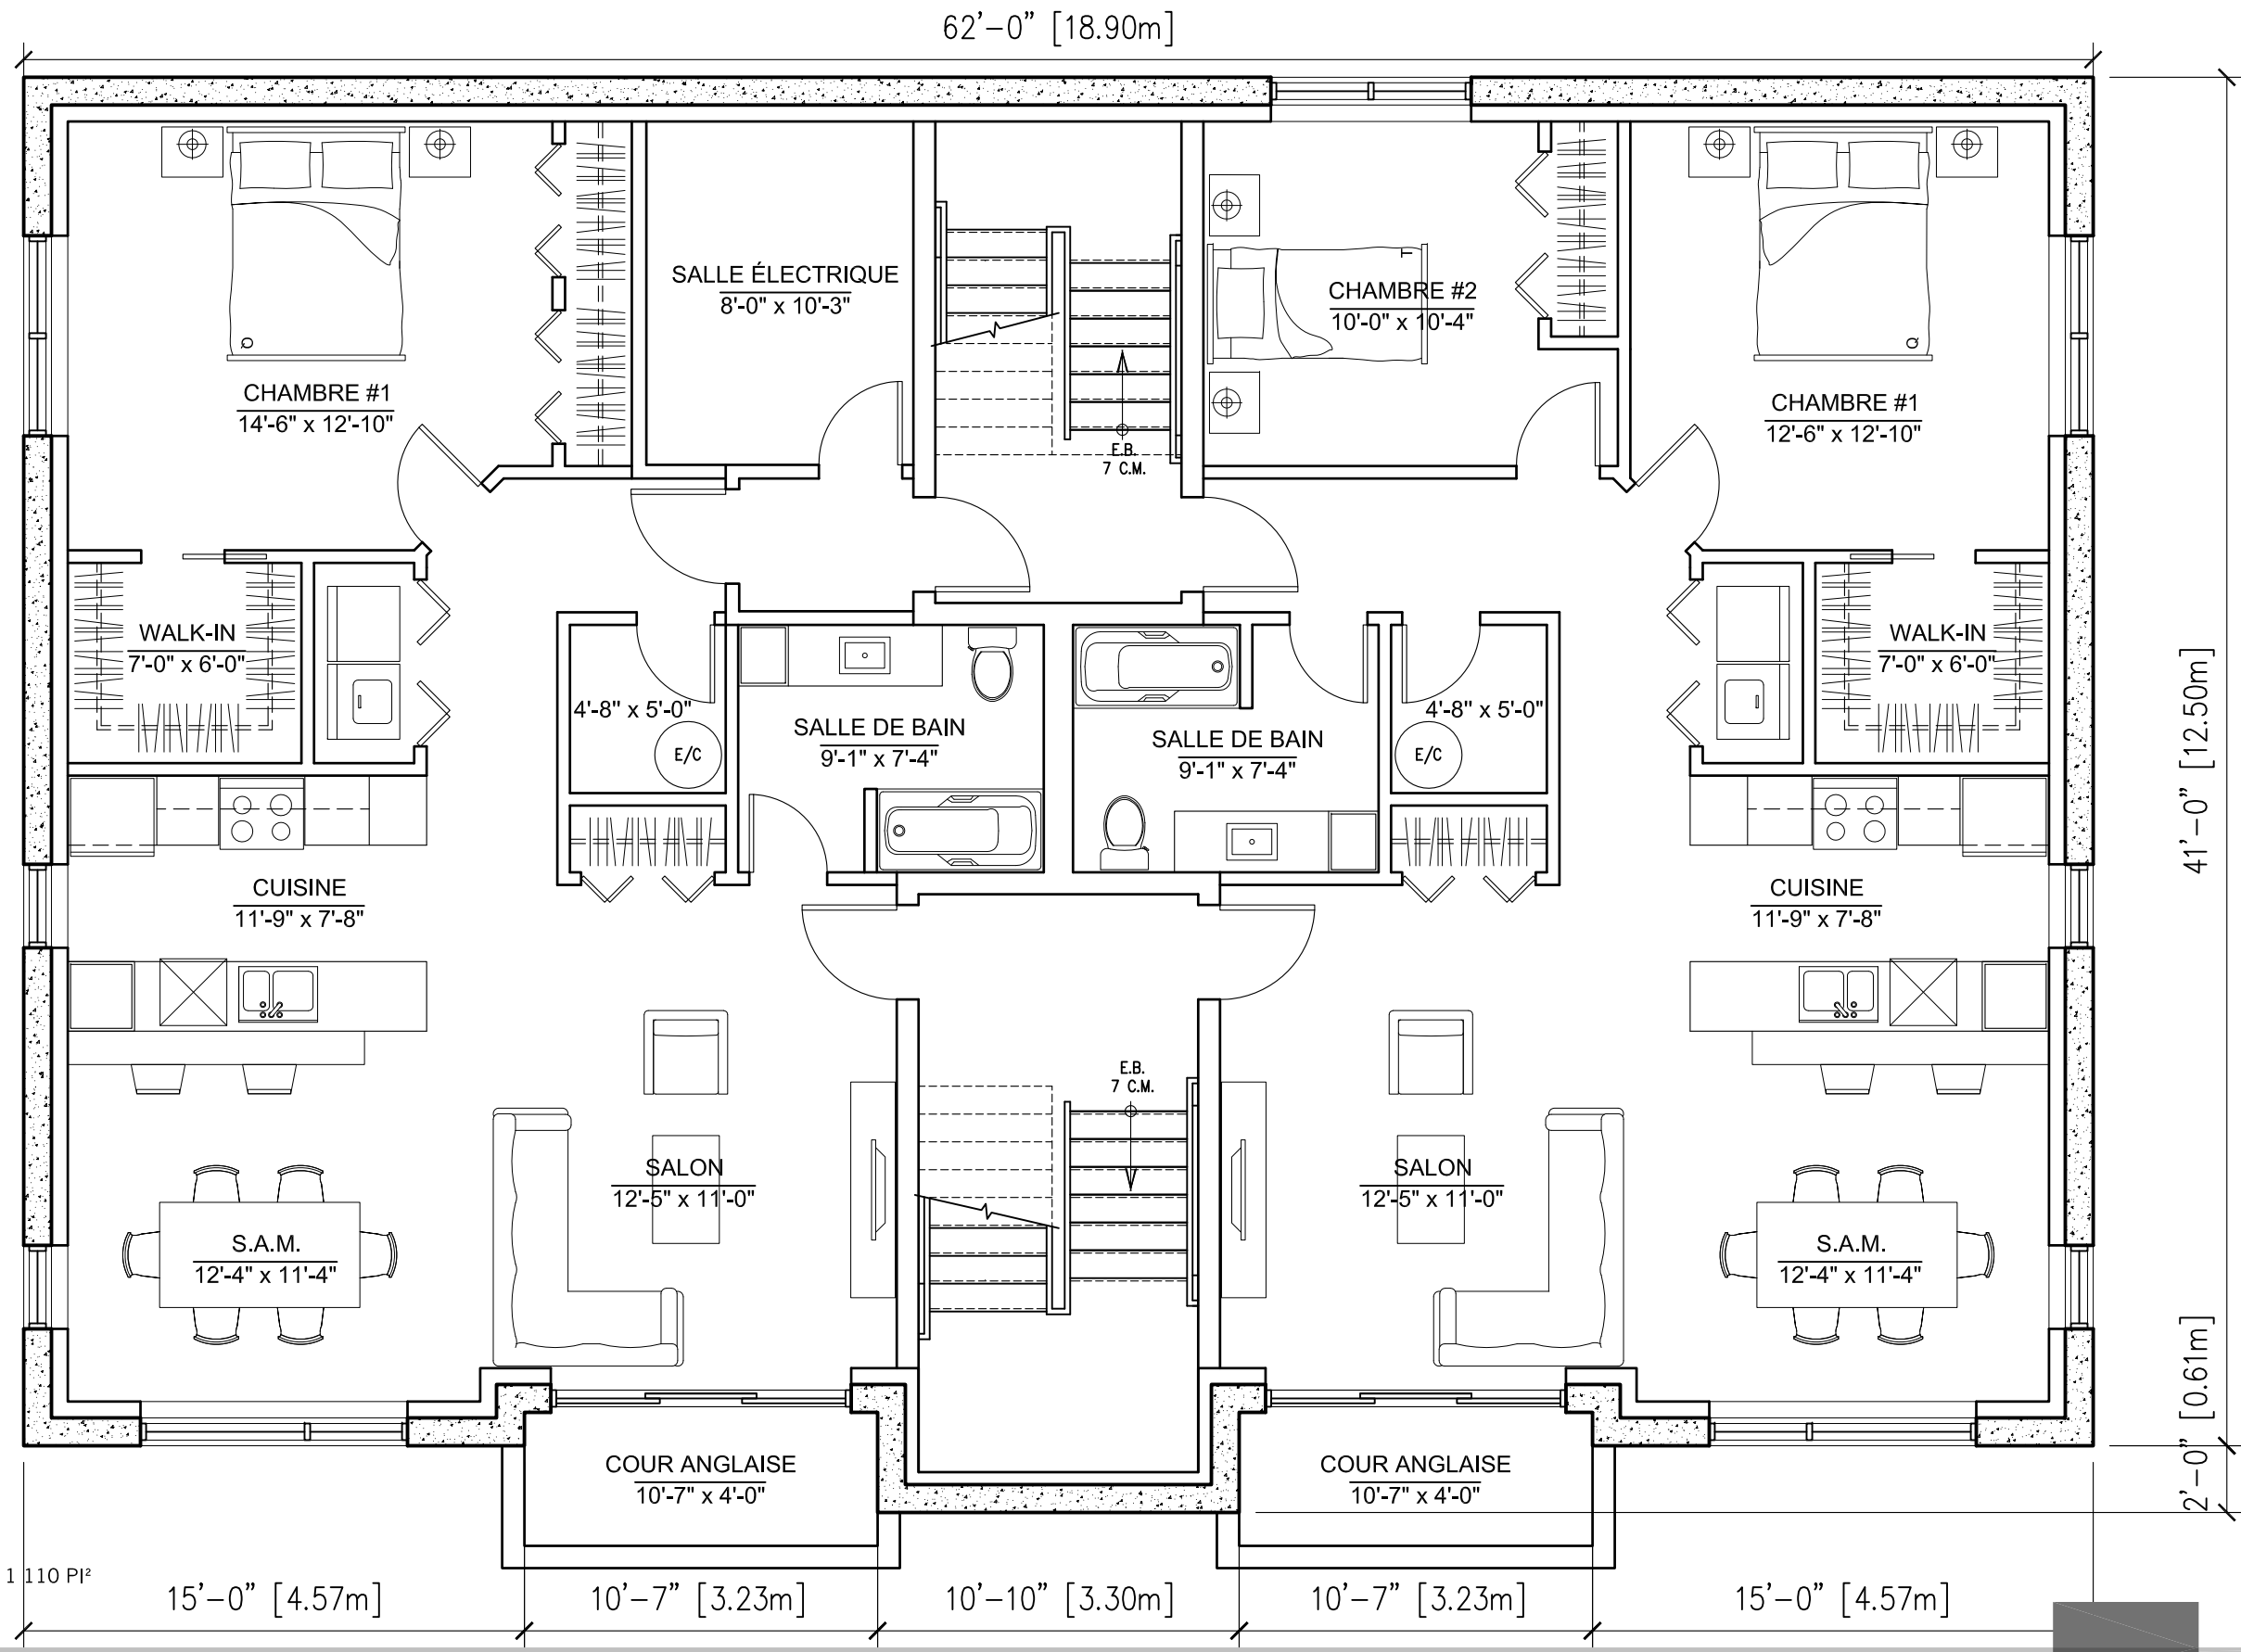 62'-0" [18.90m]
SALLE ÉLECTRIQUE
8'-0" x 10'-3"
CHAMBRE #2
10'-0" x 10'-4"
CHAMBRE #1
14'-6" x 12'-10"
CHAMBRE #1
12'-6" x 12'-10"
E.B.
7 C.M.
WALK-IN
7'-0" x 6'-0"
WALK-IN
7'-0" x 6'-0"
4'-8" x 5'-0"
E/C
SALLE DE BAIN
9'-1" x 7'-4"
SALLE DE BAIN
9'-1" x 7'-4"
4'-8" x 5'-0"
E/C
41'-0" [12.50m]
CUISINE
11'-9" x 7'-8"
CUISINE
11'-9" x 7'-8"
E.B.
7 C.M.
SALON
12'-5" x 11'-0"
SALON
12'-5" x 11'-0"
S.A.M.
12'-4" x 11'-4"
S.A.M.
12'-4" x 11'-4"
2'-0" [0.61m]
COUR ANGLAISE
10'-7" x 4'-0"
COUR ANGLAISE
10'-7" x 4'-0"
1 110 PI²
15'-0" [4.57m]
10'-7" [3.23m]
10'-10" [3.30m]
10'-7" [3.23m]
15'-0" [4.57m]
Q
T
Q